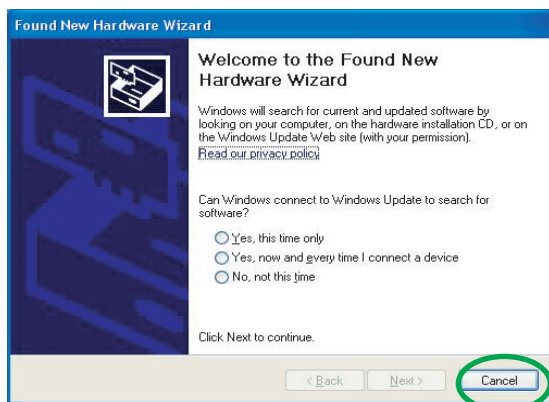 Found New Hardware Wizard
Welcome to the Found New
Hardware Wizard
Windows will search for current and updated software by
looking on your computer, on the hardware installation CD, or on
the Windows Update Web site (with your permission).
Read our privacy policy
Can Windows connect to Windows Update to search for
software?
Yes, this time only
Yes, now and every time I connect a device
No, not this time
Click Next to continue.
< Back Next > Cancel